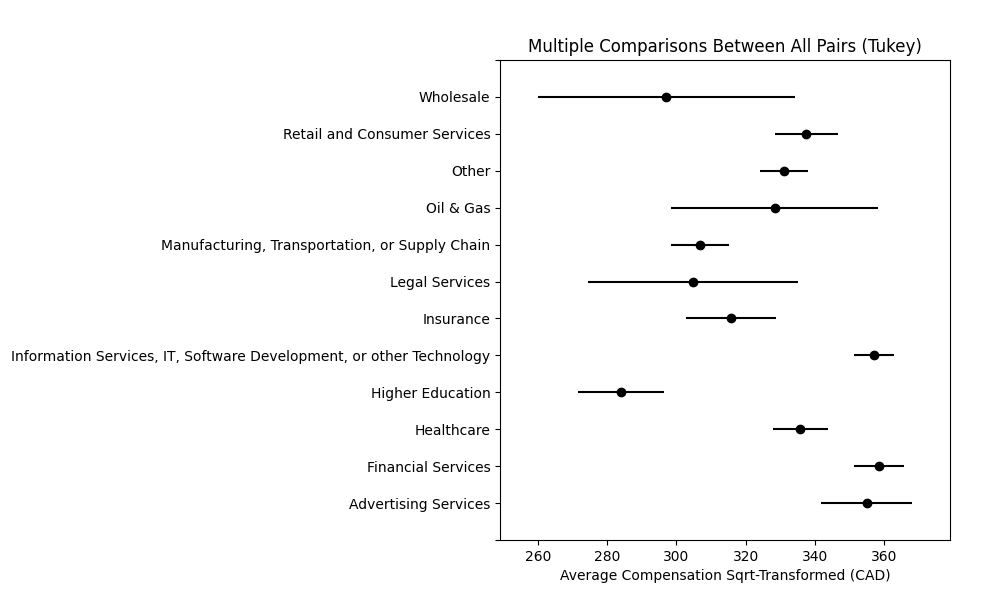 Multiple Comparisons Between All Pairs (Tukey)
Wholesale
Retail and Consumer Services
Other
Oil & Gas
Manufacturing, Transportation, or Supply Chain
Legal Services
Insurance
Information Services, IT, Software Development, or other Technology
Higher Education
Healthcare
Financial Services
Advertising Services
260 280 300 320 340 360
Average Compensation Sqrt-Transformed (CAD)